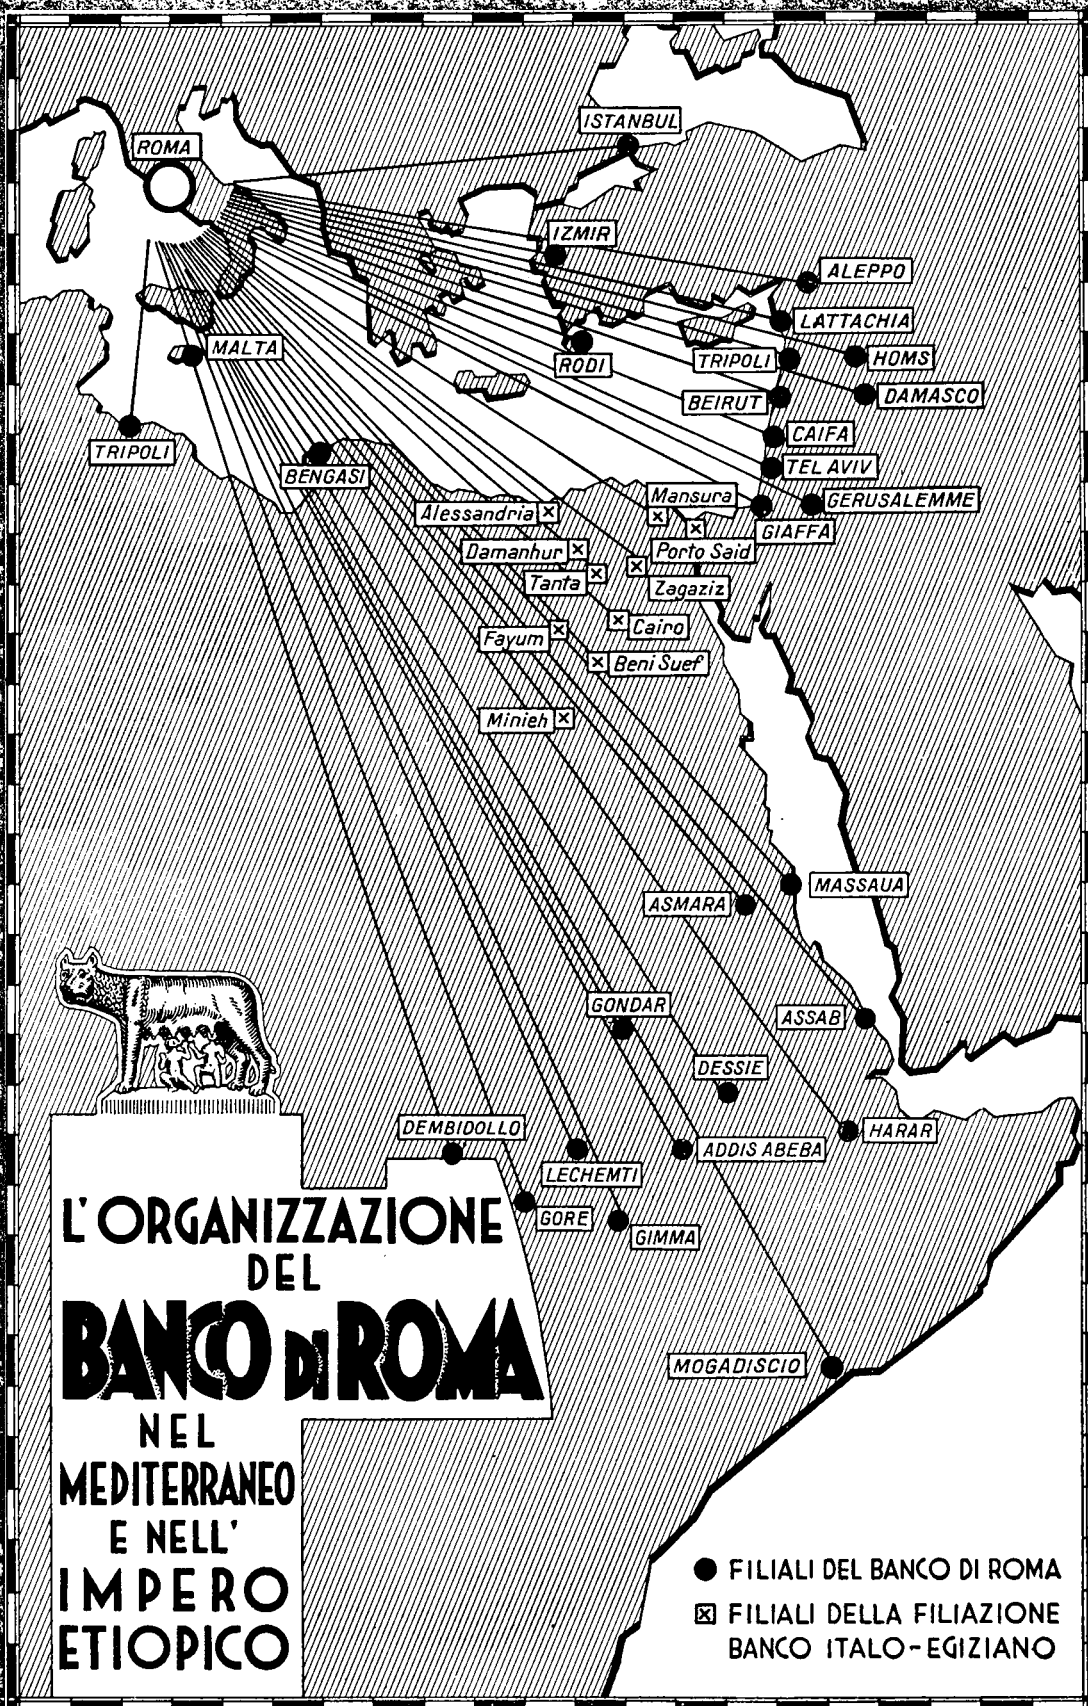 ISTANBUL
ROMA
IZMIR
ALEPPO
LATTACHIA
MALTA
HOMS
RODI
TRIPOLI
DAMASCO
BEIRUT
CAIFA
TRIPOLI
TEL AVIV
BENGASI
Mansura
GERUSALEMME
Alessandria
GIAFFA
Damanhur
Porto Said
Tanta
Zagaziz
Cairo
Fayum
Beni Suef
Minieh
MASSAUA
ASMARA
GONDAR
ASSAB
DESSIE
DEMBIDOLLO
HARAR
ADDIS ABEBA
LECHEMTI
GORE
GIMMA
MOGADISCIO
L'ORGANIZZAZIONE
DEL
BANCO DI ROMA
NEL
MEDITERRANEO
E NELL'
IMPERO
ETIOPICO
FILIALI DEL BANCO DI ROMA
FILIALI DELLA FILIAZIONE
BANCO ITALO-EGIZIANO